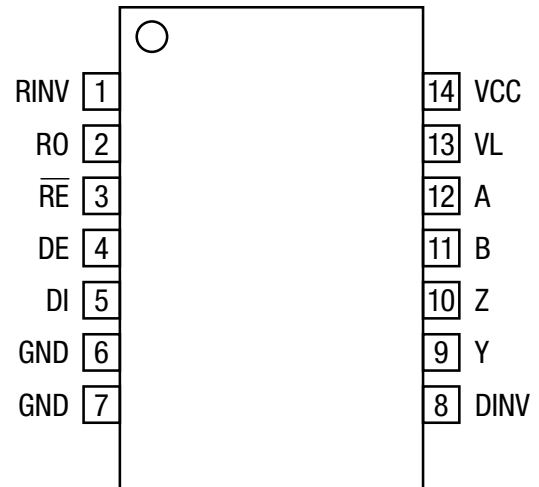 RINV 1 14 VCC
RO 2 13 VL
R̅E̅ 3 12 A
DE 4 11 B
DI 5 10 Z
GND 6 9 Y
GND 7 8 DINV